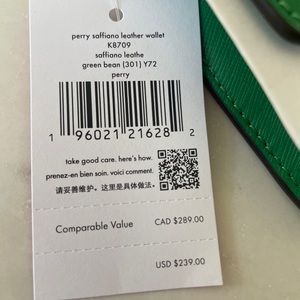 perry saffiano leather wallet
K8709
saffiano leathe
green bean (301) Y72
perry
1 96021 21628 2
take good care. here's how.
prenez-en bien soin. voici comment.
请妥善维护。这里是具体做法。
Comparable Value CAD $289.00
USD $239.00